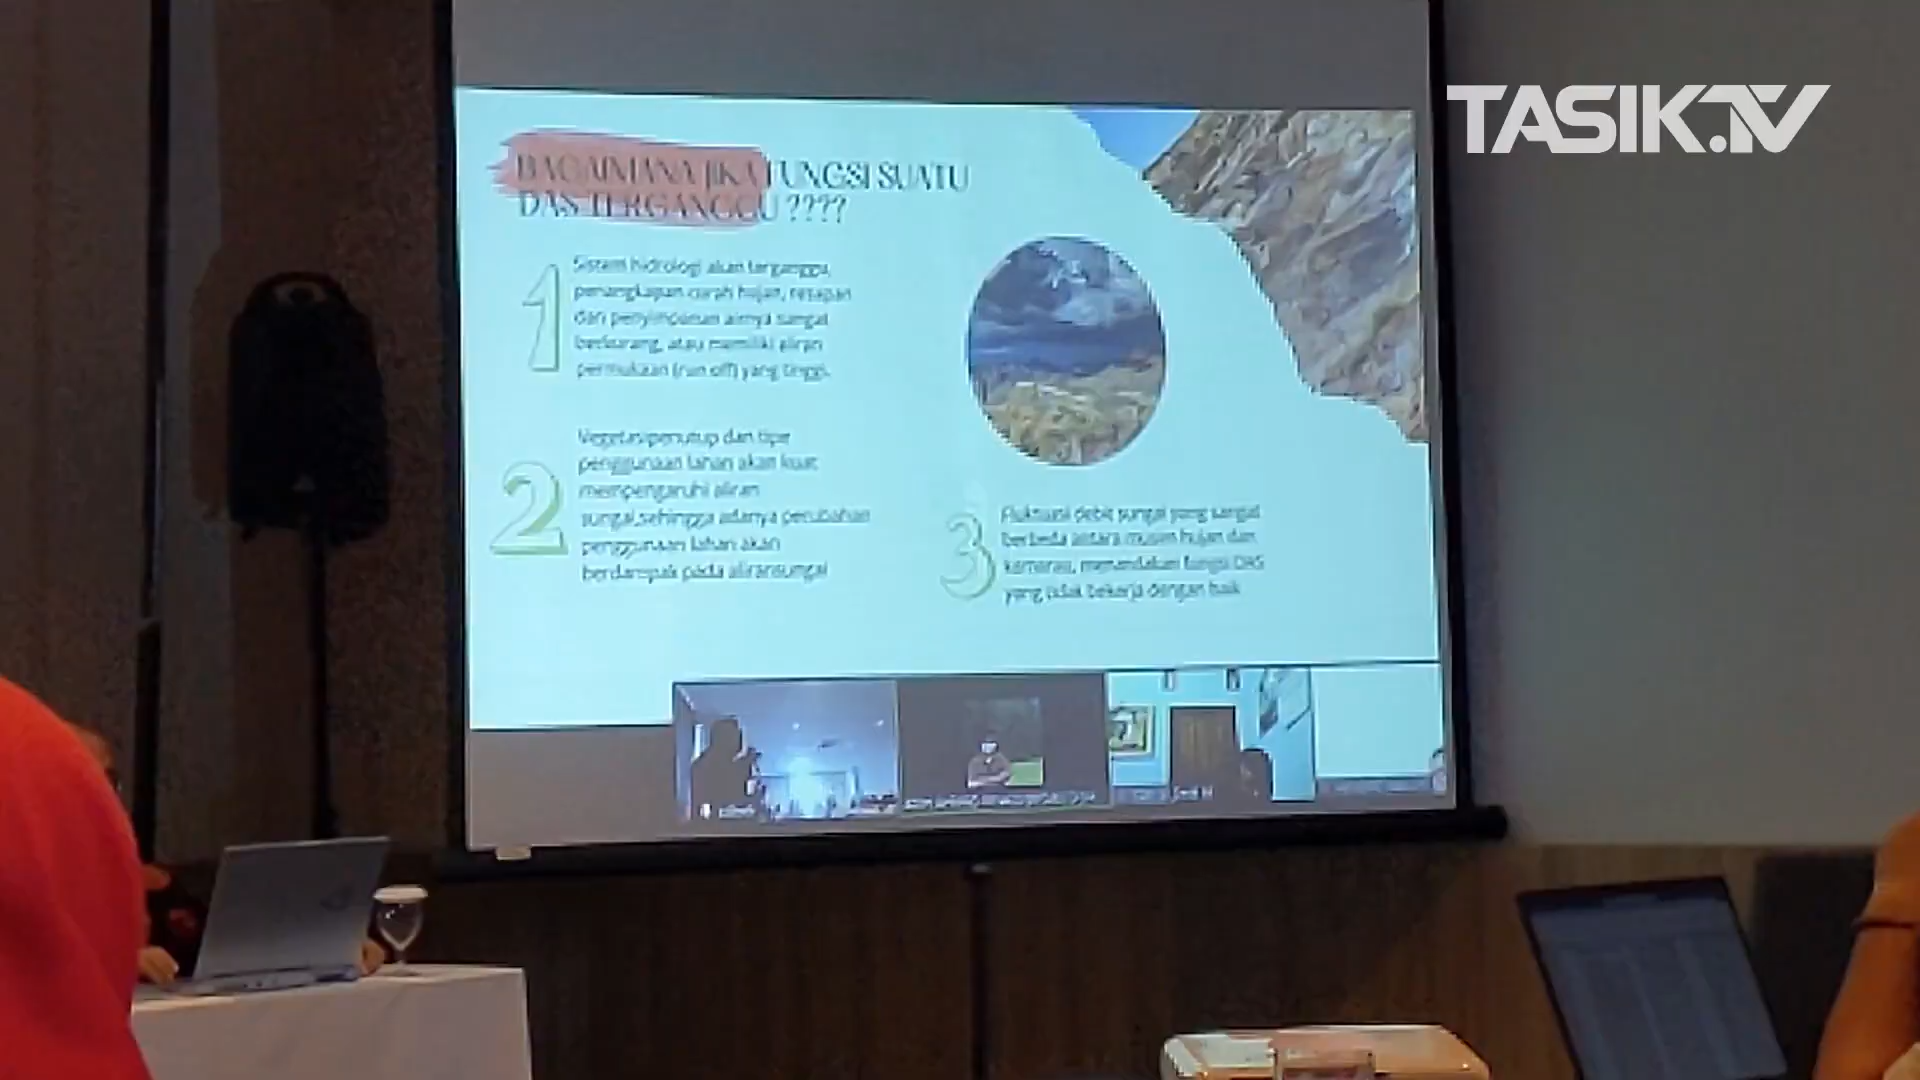 TASIK.TV
BAGAIMANA JIKA FUNGSI SUATU
DAS TERGANGGU ????
1
Sistem hidrologi akan terganggu,
penangkapan curah hujan, resapan
dan penyimpanan airnya sangat
berkurang, atau memiliki aliran
permukaan (run off) yang tinggi.
2
Vegetasipenutup dan tipe
penggunaan lahan akan kuat
mempengaruhi aliran
sungai,sehingga adanya perubahan
penggunaan lahan akan
berdampak pada aliransungai
3
Fluktuasi debit sungai yang sangat
berbeda antara musim hujan dan
kemarau, menandakan fungsi DAS
yang tidak bekerja dengan baik